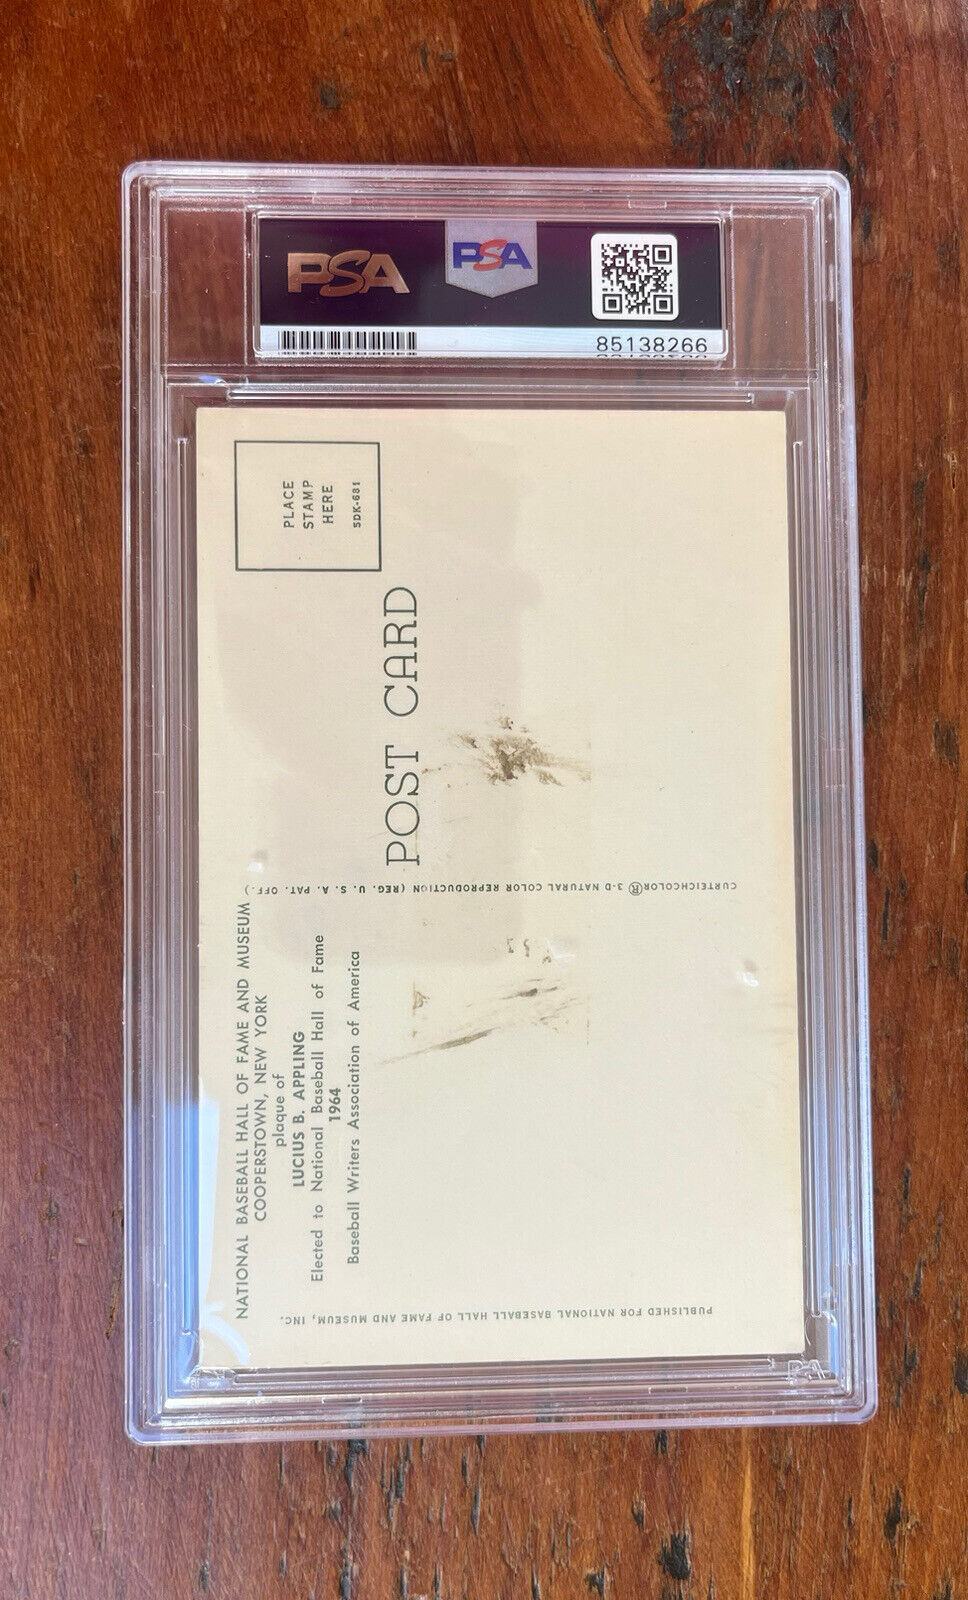 PSA
PSA
85138266
PLACE
STAMP
HERE
5DK-631
POST CARD
CURTEICHCOLOR® 3-D NATURAL COLOR REPRODUCTION (REG. U. S. A. PAT. OFF.)
NATIONAL BASEBALL HALL OF FAME AND MUSEUM
COOPERSTOWN, NEW YORK
plaque of
LUCIUS B. APPLING
Elected to National Baseball Hall of Fame
1964
Baseball Writers Association of America
PUBLISHED FOR NATIONAL BASEBALL HALL OF FAME AND MUSEUM, INC.